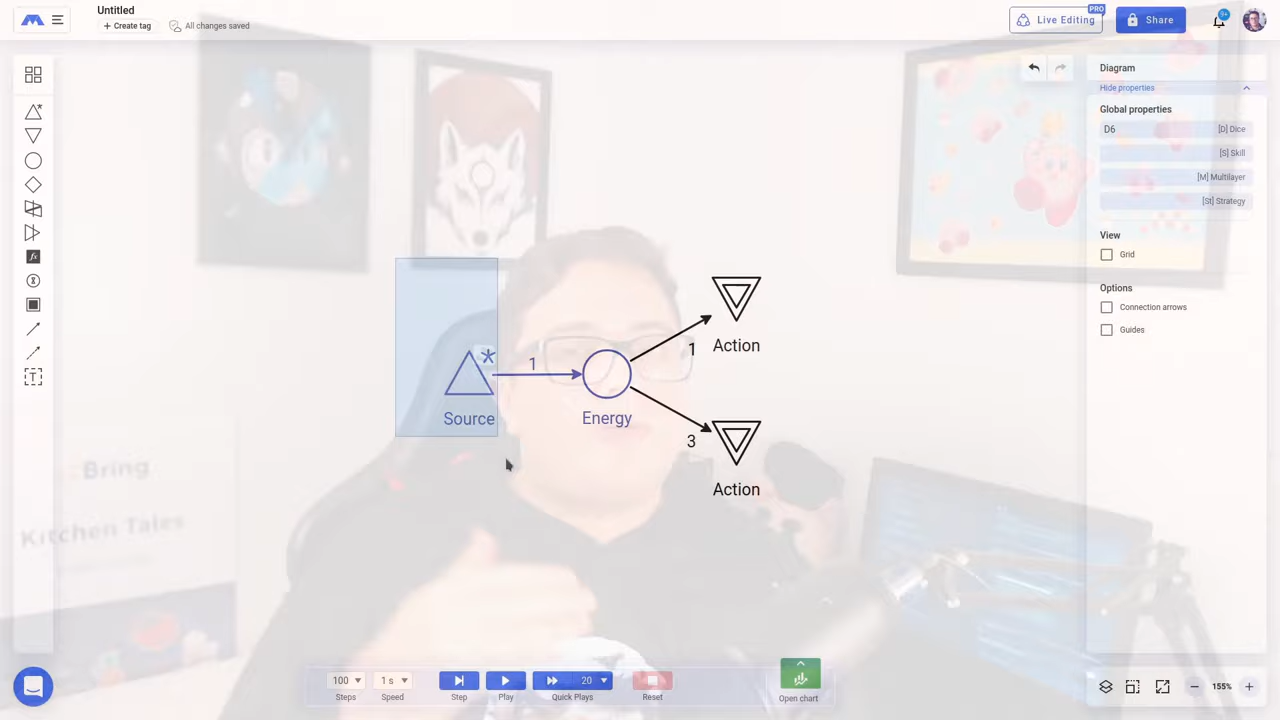 Untitled
+ Create tag
All changes saved
PRO
Live Editing
Share
9+
Diagram
Hide properties
Global properties
D6
[D] Dice
[S] Skill
[M] Multilayer
[St] Strategy
View
Grid
Options
Connection arrows
Guides
fx
1
Source
Energy
1
Action
3
Action
Bring
Kitchen Tales
100
Steps
1 s
Speed
Step
Play
20
Quick Plays
Reset
Open chart
155%